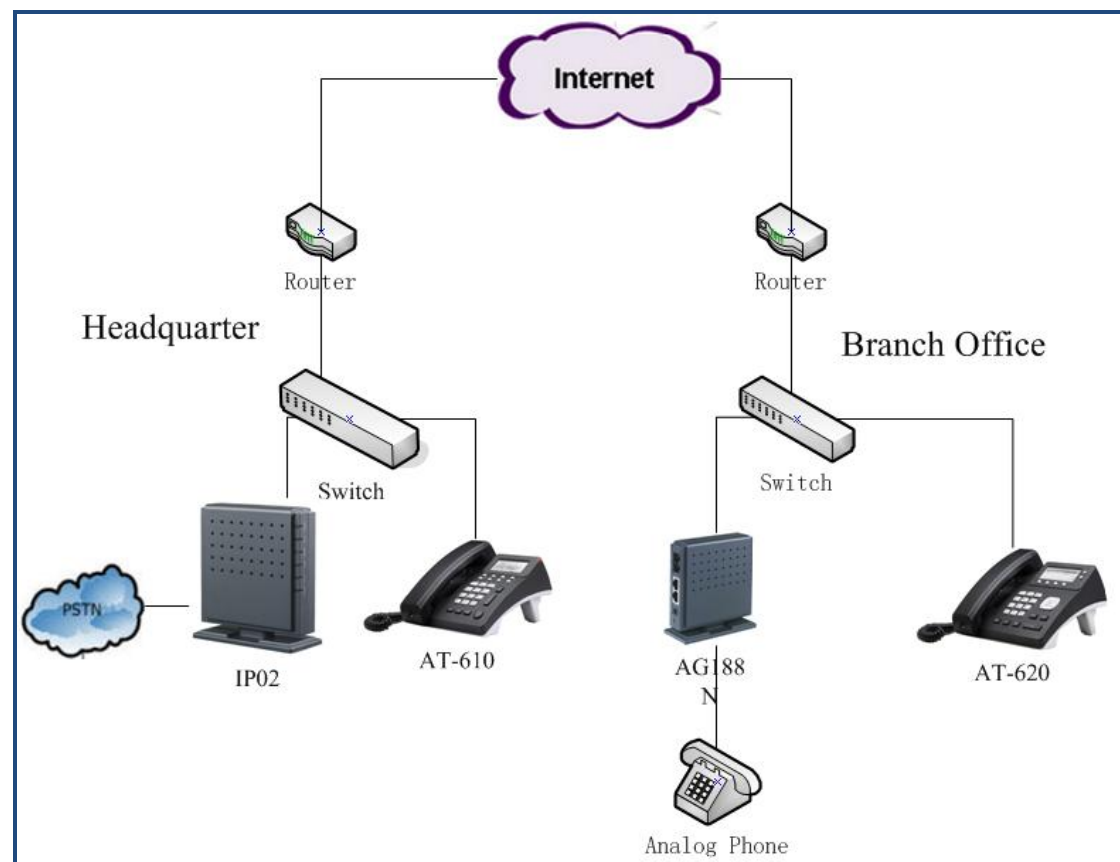 Internet
Router
Router
Headquarter
Branch Office
Switch
Switch
PSTN
IP02
AT-610
AG188
N
AT-620
Analog Phone